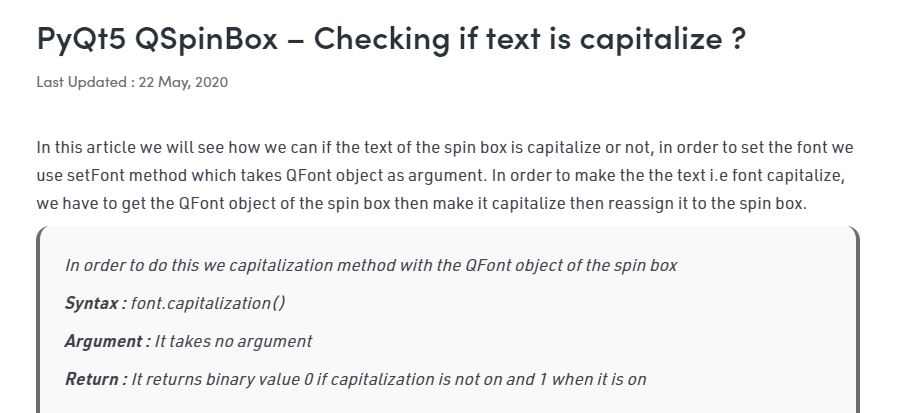 PyQt5 QSpinBox – Checking if text is capitalize ?
Last Updated : 22 May, 2020
In this article we will see how we can if the text of the spin box is capitalize or not, in order to set the font we
use setFont method which takes QFont object as argument. In order to make the the text i.e font capitalize,
we have to get the QFont object of the spin box then make it capitalize then reassign it to the spin box.
In order to do this we capitalization method with the QFont object of the spin box
Syntax : font.capitalization()
Argument : It takes no argument
Return : It returns binary value 0 if capitalization is not on and 1 when it is on